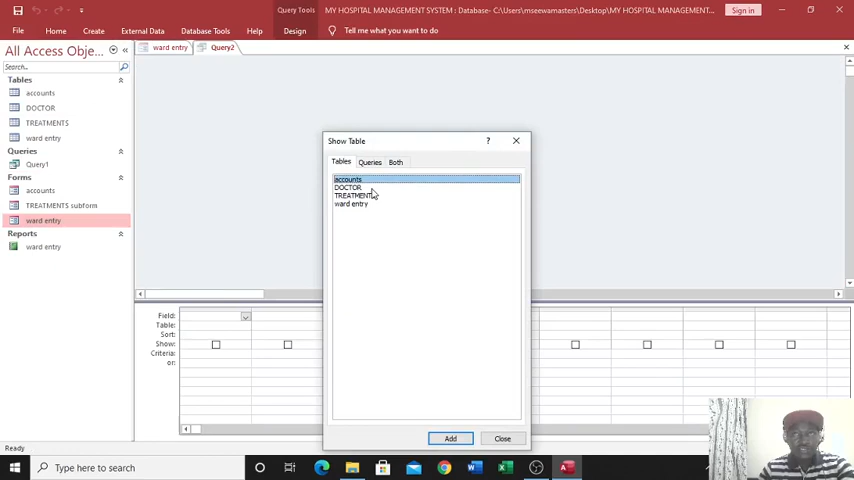 Query Tools
MY HOSPITAL MANAGEMENT SYSTEM : Database- C:\Users\mseewamasters\Desktop\MY HOSPITAL MANAGEMENT...
Sign in
File
Home
Create
External Data
Database Tools
Help
Design
Tell me what you want to do
All Access Obje...
Search...
Tables
accounts
DOCTOR
TREATMENTS
ward entry
Queries
Query1
Forms
accounts
TREATMENTS subform
ward entry
Reports
ward entry
ward entry
Query2
Show Table
?
Tables
Queries
Both
accounts
DOCTOR
TREATMENTS
ward entry
Add
Close
Field:
Table:
Sort:
Show:
Criteria:
or:
Ready
Type here to search